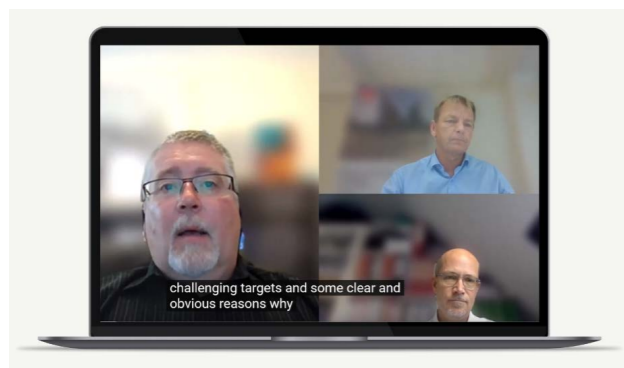 challenging targets and some clear and
obvious reasons why